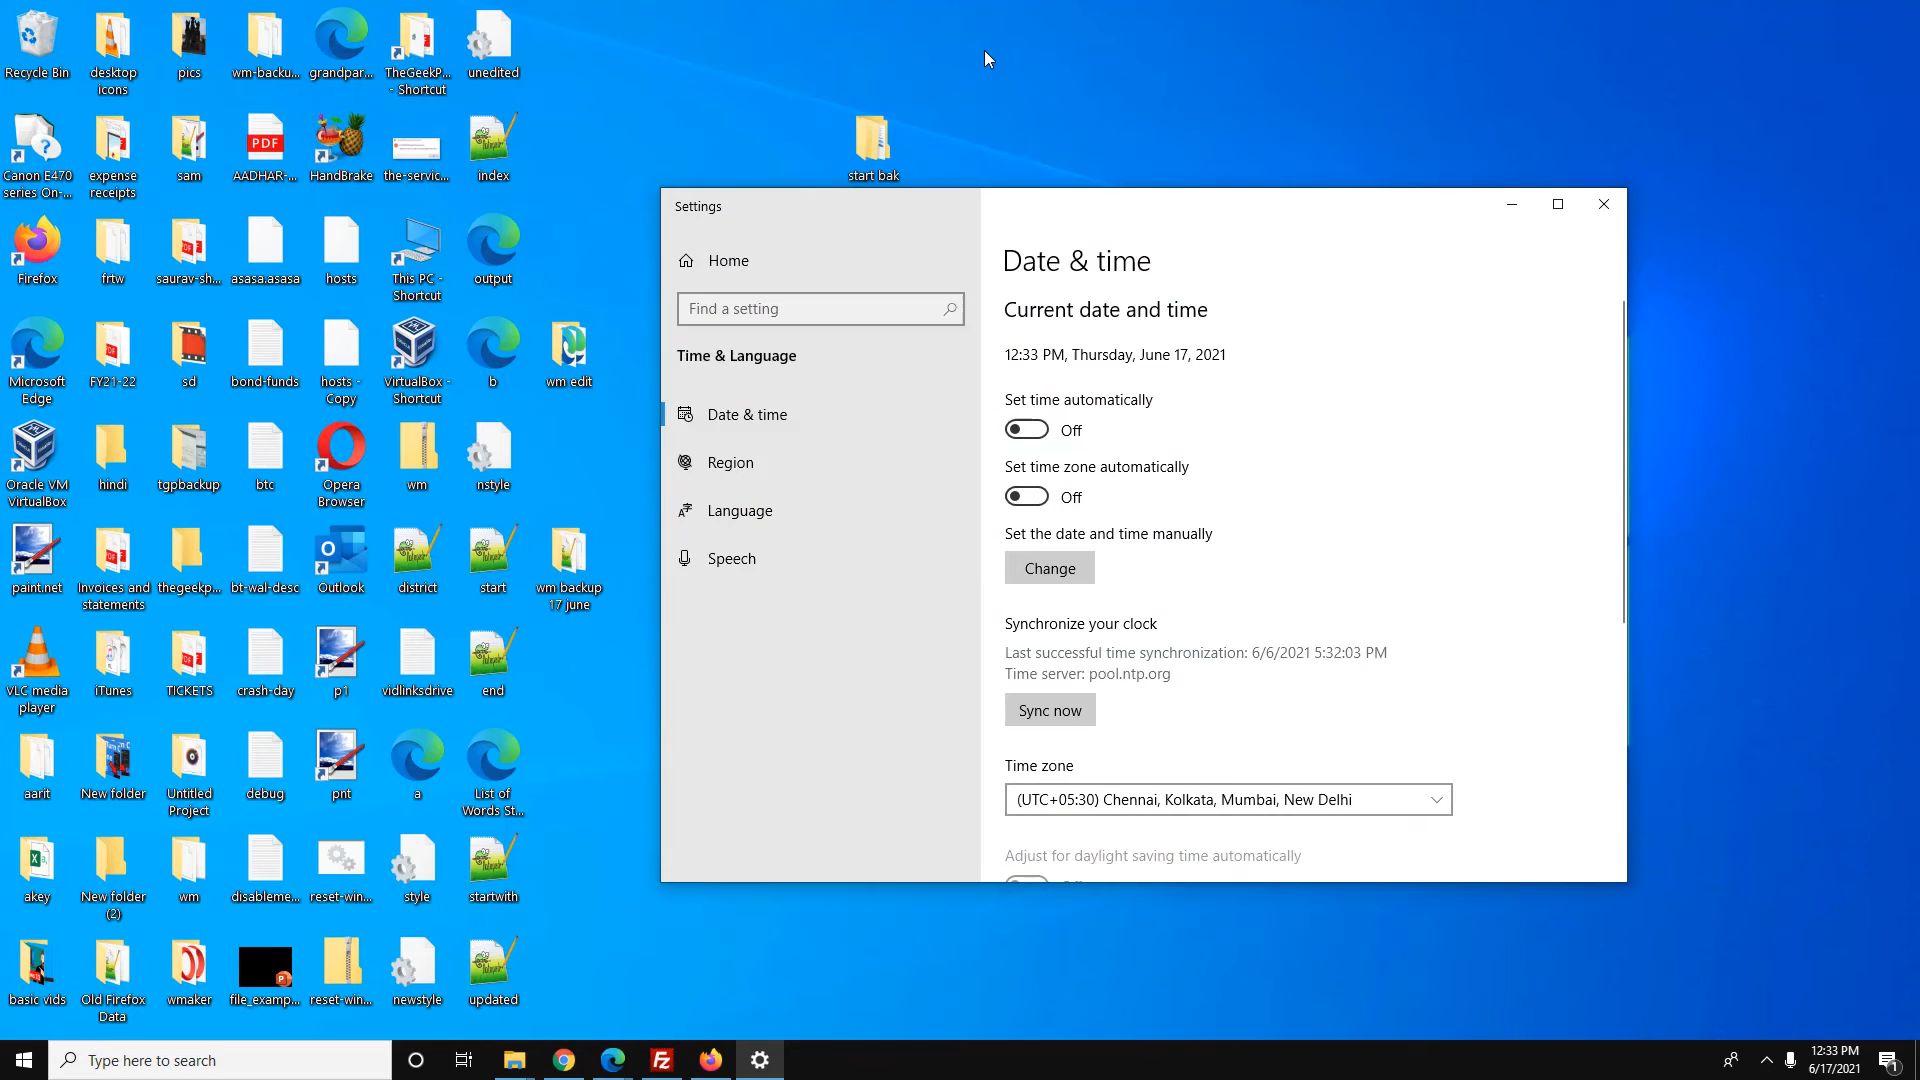 Recycle Bin
desktop
icons
pics
wm-backu...
grandpar...
TheGeekP...
- Shortcut
unedited
Canon E470
series On-...
expense
receipts
sam
PDF
AADHAR-...
HandBrake
the-servic...
index
start bak
Firefox
frtw
saurav-sh...
asasa.asasa
hosts
This PC -
Shortcut
output
Microsoft
Edge
FY21-22
sd
bond-funds
hosts -
Copy
VirtualBox -
Shortcut
b
wm edit
Oracle VM
VirtualBox
hindi
tgpbackup
btc
Opera
Browser
wm
nstyle
paint.net
Invoices and
statements
thegeekp...
bt-wal-desc
Outlook
district
start
wm backup
17 june
VLC media
player
iTunes
TICKETS
crash-day
p1
vidlinksdrive
end
aarit
New folder
Untitled
Project
debug
pnt
a
List of
Words St...
akey
New folder
(2)
wm
disableme...
reset-win...
style
startwith
basic vids
Old Firefox
Data
wmaker
file_examp...
reset-win...
newstyle
updated
Settings
Home
Find a setting
Time & Language
Date & time
Region
Language
Speech
Date & time
Current date and time
12:33 PM, Thursday, June 17, 2021
Set time automatically
Off
Set time zone automatically
Off
Set the date and time manually
Change
Synchronize your clock
Last successful time synchronization: 6/6/2021 5:32:03 PM
Time server: pool.ntp.org
Sync now
Time zone
(UTC+05:30) Chennai, Kolkata, Mumbai, New Delhi
Adjust for daylight saving time automatically
Type here to search
12:33 PM
6/17/2021
1